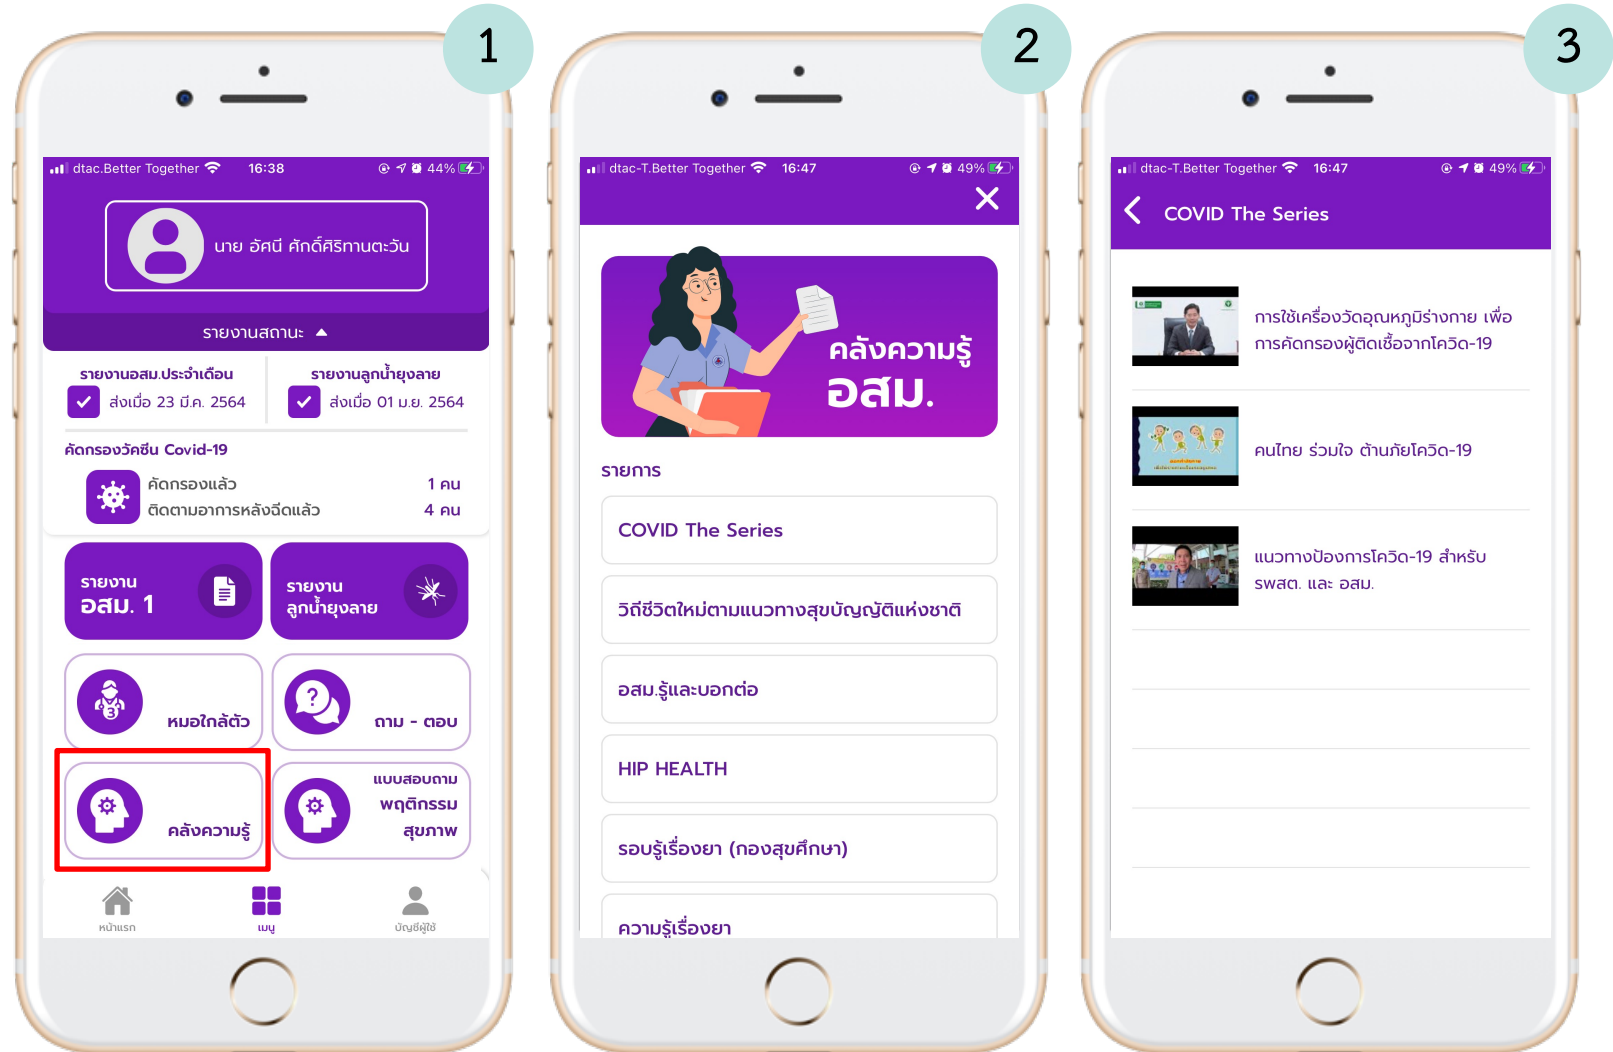 1
dtac.Better Together 16:38 44%
นาย อัศนี ศักดิ์ศิริทานตะวัน
รายงานสถานะ
รายงานอสม.ประจำเดือน
ส่งเมื่อ 23 มี.ค. 2564
รายงานลูกน้ำยุงลาย
ส่งเมื่อ 01 ม.ย. 2564
คัดกรองวัคซีน Covid-19
คัดกรองแล้ว 1 คน
ติดตามอาการหลังฉีดแล้ว 4 คน
รายงาน
อสม. 1
รายงาน
ลูกน้ำยุงลาย
3
หมอใกล้ตัว
?
ถาม - ตอบ
คลังความรู้
แบบสอบถาม
พฤติกรรม
สุขภาพ
หน้าแรก
เมนู
บัญชีผู้ใช้
2
dtac-T.Better Together 16:47 49%
คลังความรู้
อสม.
รายการ
COVID The Series
วิถีชีวิตใหม่ตามแนวทางสุขบัญญัติแห่งชาติ
อสม.รู้และบอกต่อ
HIP HEALTH
รอบรู้เรื่องยา (กองสุขศึกษา)
ความรู้เรื่องยา
3
dtac-T.Better Together 16:47 49%
COVID The Series
การใช้เครื่องวัดอุณหภูมิร่างกาย เพื่อ
การคัดกรองผู้ติดเชื้อจากโควิด-19
คนไทย ร่วมใจ ต้านภัยโควิด-19
แนวทางป้องการโควิด-19 สำหรับ
รพสต. และ อสม.